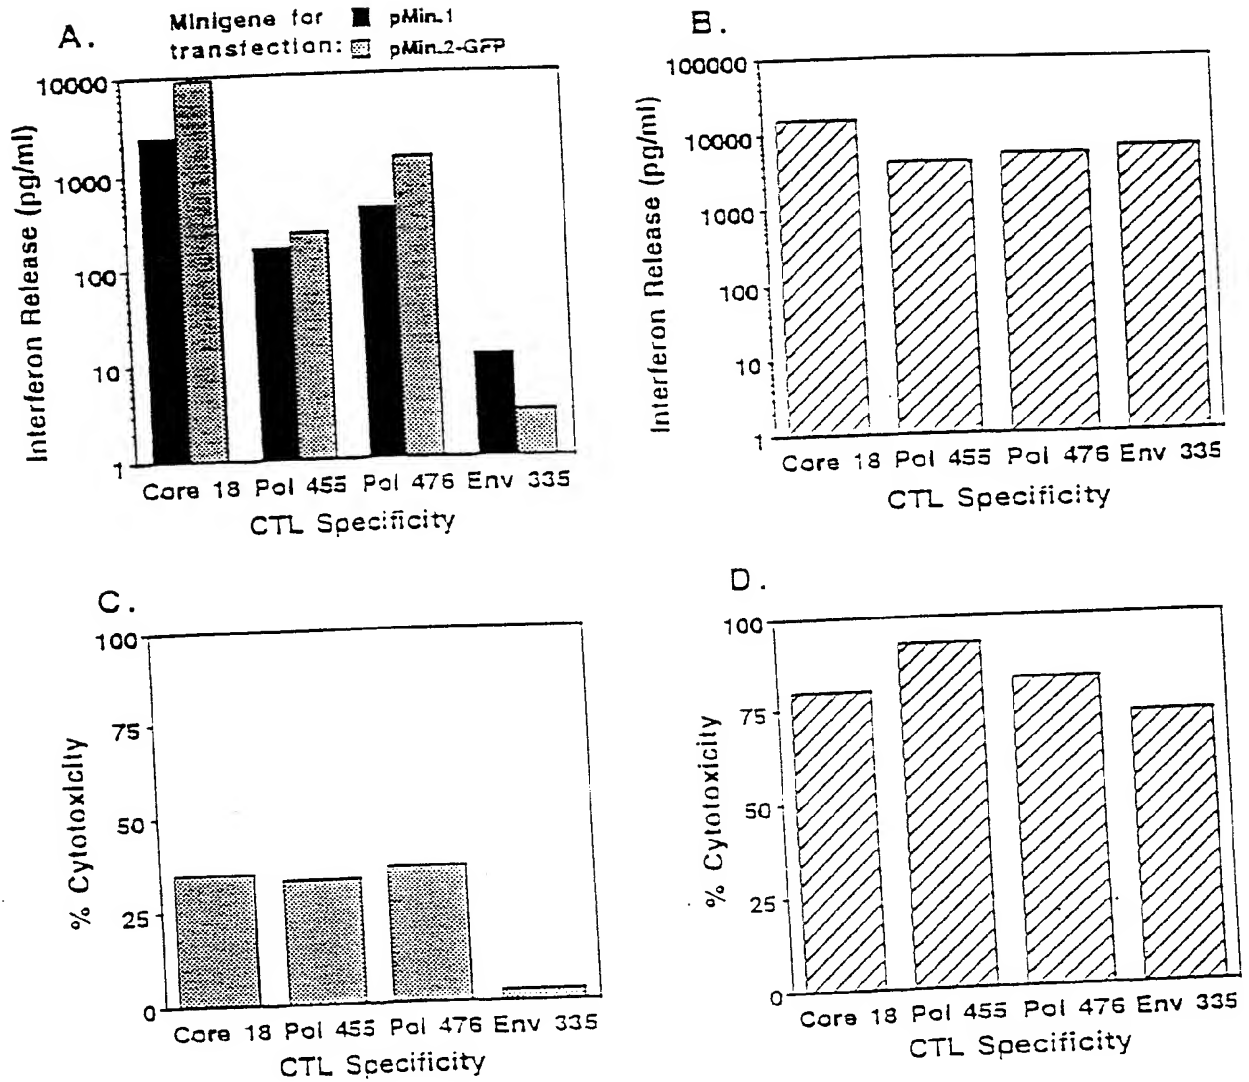 A.
Minigene for
transfection:
pMin.1
pMin.2-GFP
Interferon Release (pg/ml)
10000
1000
100
10
1
Core 18 Pol 455 Pol 476 Env 335
CTL Specificity
B.
Interferon Release (pg/ml)
100000
10000
1000
100
10
1
Core 18 Pol 455 Pol 476 Env 335
CTL Specificity
C.
% Cytotoxicity
100
75
50
25
0
Core 18 Pol 455 Pol 476 Env 335
CTL Specificity
D.
% Cytotoxicity
100
75
50
25
0
Core 18 Pol 455 Pol 476 Env 335
CTL Specificity